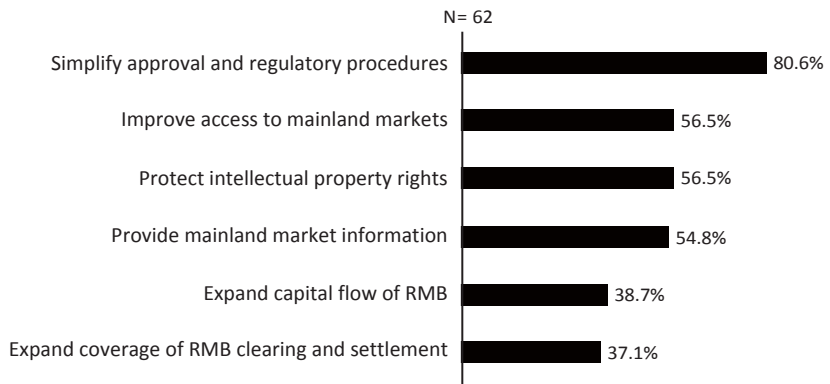 N= 62
Simplify approval and regulatory procedures 80.6%
Improve access to mainland markets 56.5%
Protect intellectual property rights 56.5%
Provide mainland market information 54.8%
Expand capital flow of RMB 38.7%
Expand coverage of RMB clearing and settlement 37.1%